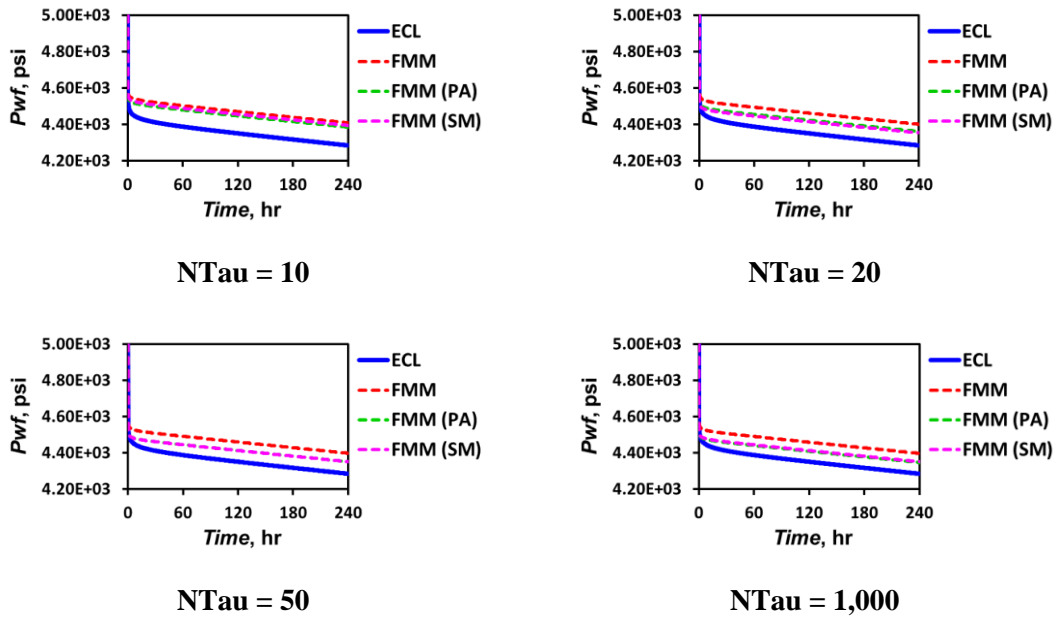 5.00E+03
4.80E+03
4.60E+03
4.40E+03
4.20E+03
Pwf, psi
0 60 120 180 240
Time, hr
ECL
FMM
FMM (PA)
FMM (SM)
NTau = 10
5.00E+03
4.80E+03
4.60E+03
4.40E+03
4.20E+03
Pwf, psi
0 60 120 180 240
Time, hr
ECL
FMM
FMM (PA)
FMM (SM)
NTau = 20
5.00E+03
4.80E+03
4.60E+03
4.40E+03
4.20E+03
Pwf, psi
0 60 120 180 240
Time, hr
ECL
FMM
FMM (PA)
FMM (SM)
NTau = 50
5.00E+03
4.80E+03
4.60E+03
4.40E+03
4.20E+03
Pwf, psi
0 60 120 180 240
Time, hr
ECL
FMM
FMM (PA)
FMM (SM)
NTau = 1,000